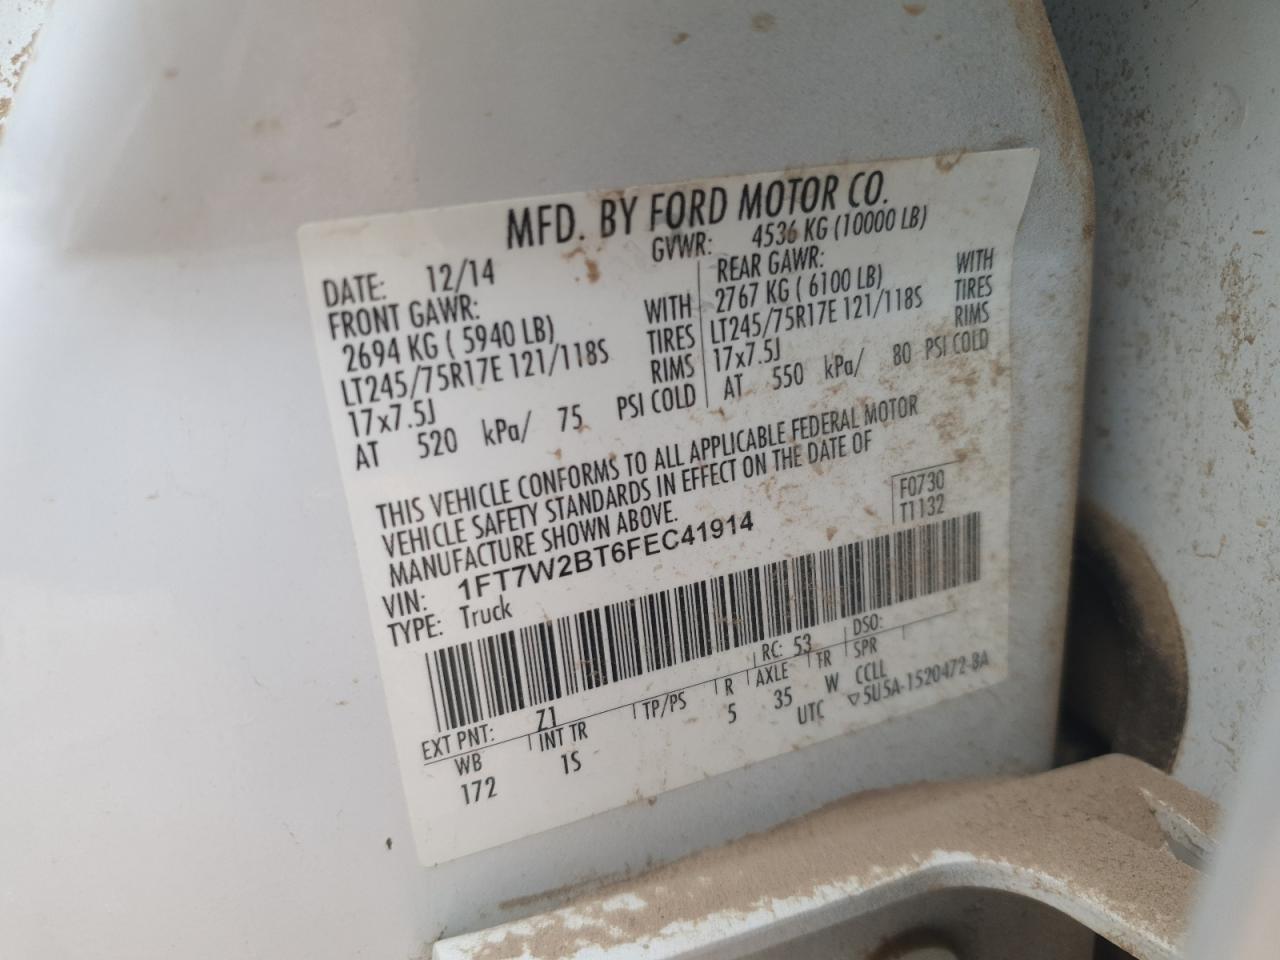 MFD. BY FORD MOTOR CO.
DATE: 12/14 GVWR: 4536 KG (10000 LB)
FRONT GAWR: REAR GAWR:
2694 KG ( 5940 LB) WITH 2767 KG ( 6100 LB) WITH
LT245/75R17E 121/118S TIRES LT245/75R17E 121/118S TIRES
17x7.5J RIMS 17x7.5J RIMS
AT 520 kPa/ 75 PSI COLD AT 550 kPa/ 80 PSI COLD
THIS VEHICLE CONFORMS TO ALL APPLICABLE FEDERAL MOTOR
VEHICLE SAFETY STANDARDS IN EFFECT ON THE DATE OF
MANUFACTURE SHOWN ABOVE.
F0730
T1132
VIN: 1FT7W2BT6FEC41914
TYPE: Truck
EXT PNT: Z1 RC: 53 DSO:
WB INT TR TP/PS R AXLE TR SPR
172 1S 5 35 W CCLL
UTC ▽5U5A-1520472-BA